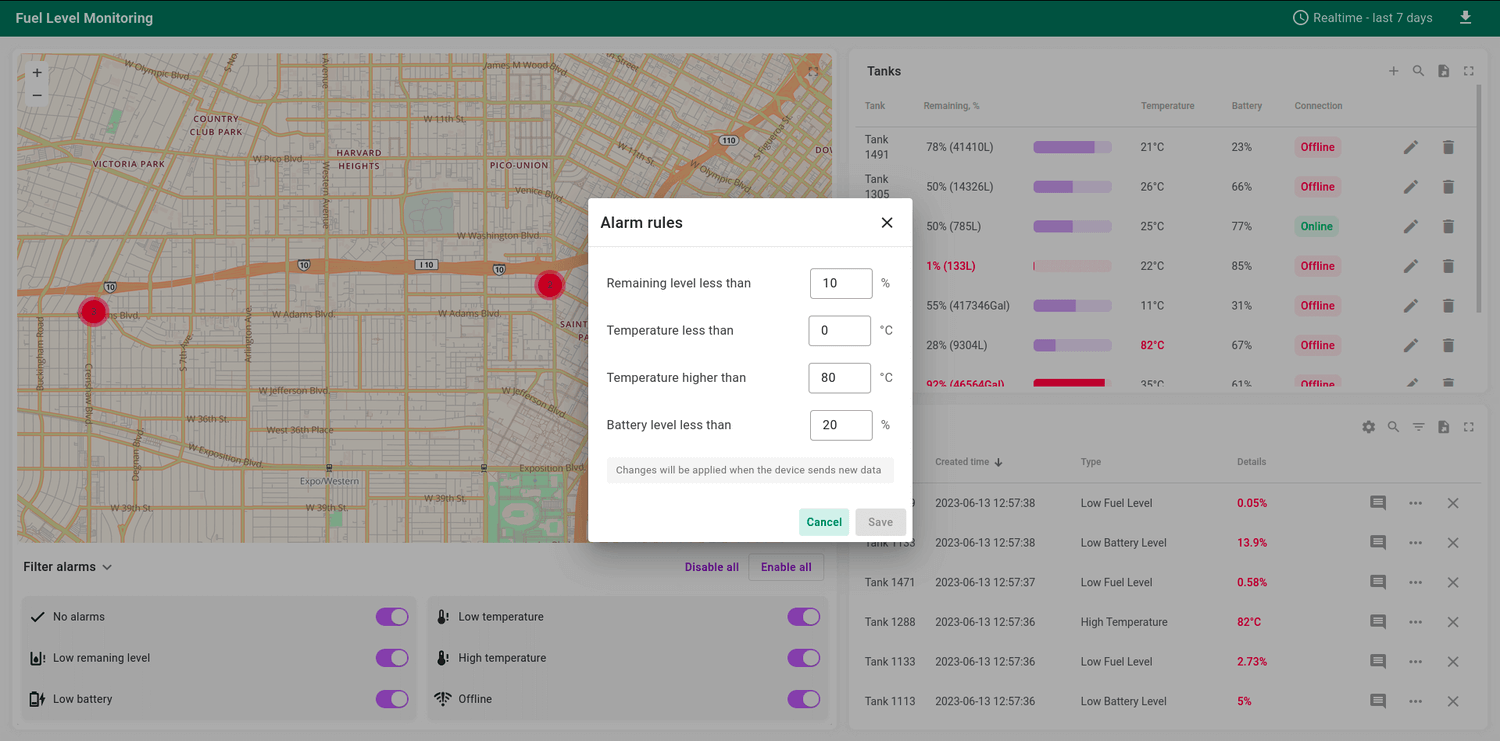 Fuel Level Monitoring
Realtime - last 7 days
+
−
W Olympic Blvd.
James M Wood Blvd.
COUNTRY
CLUB PARK
W 11th St.
VICTORIA PARK
W Pico Blvd.
HARVARD
HEIGHTS
PICO-UNION
110
W 11th St.
S Figueroa St.
W Olympic Blvd.
Venice Blvd.
Western Avenue
W Washington Blvd.
10
I 10
10
10
W Adams Blvd.
W Adams Blvd.
Buckingham Road
Crenshaw Blvd.
S 7th Ave
Arlington Ave
W Jefferson Blvd.
W Jefferson Blvd.
W 36th St.
West 36th Place
W Exposition Blvd.
Exposition Blvd.
Degnan Blvd.
Expo/Western
W 39th St.
W 39th St.
W 39th St.
Filter alarms
Disable all
Enable all
No alarms
Low temperature
Low remaning level
High temperature
Low battery
Offline
Tanks
Tank Remaining, % Temperature Battery Connection
Tank 1491 78% (41410L) 21°C 23% Offline
Tank 1305 50% (14326L) 26°C 66% Offline
50% (785L) 25°C 77% Online
1% (133L) 22°C 85% Offline
55% (417346Gal) 11°C 31% Offline
28% (9304L) 82°C 67% Offline
92% (46564Gal) 35°C 61% Offline
Alarm rules
Remaining level less than 10 %
Temperature less than 0 °C
Temperature higher than 80 °C
Battery level less than 20 %
Changes will be applied when the device sends new data
Cancel
Save
Created time Type Details
9 2023-06-13 12:57:38 Low Fuel Level 0.05%
Tank 1133 2023-06-13 12:57:38 Low Battery Level 13.9%
Tank 1471 2023-06-13 12:57:37 Low Fuel Level 0.58%
Tank 1288 2023-06-13 12:57:36 High Temperature 82°C
Tank 1133 2023-06-13 12:57:36 Low Fuel Level 2.73%
Tank 1113 2023-06-13 12:57:36 Low Battery Level 5%